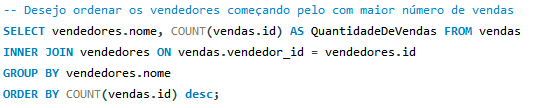 -- Desejo ordenar os vendedores começando pelo com maior número de vendas
SELECT vendedores.nome, COUNT(vendas.id) AS QuantidadeDeVendas FROM vendas
INNER JOIN vendedores ON vendas.vendedor_id = vendedores.id
GROUP BY vendedores.nome
ORDER BY COUNT(vendas.id) desc;